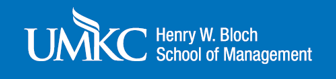 UMKC Henry W. Bloch
School of Management